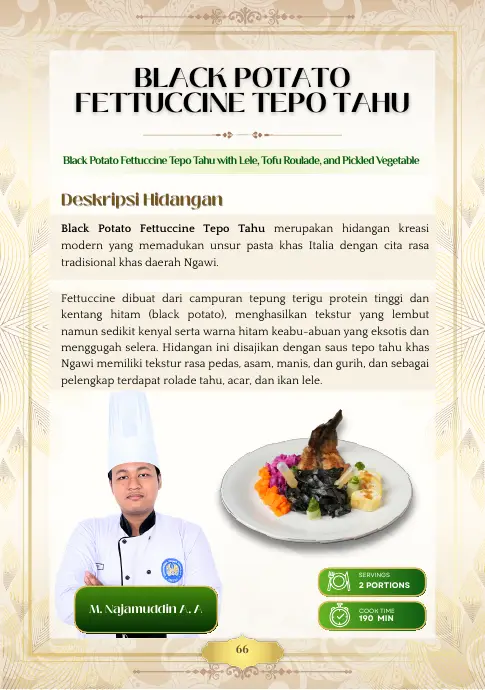 BLACK POTATO
FETTUCCINE TEPO TAHU
Black Potato Fettuccine Tepo Tahu with Lele, Tofu Roulade, and Pickled Vegetable
Deskripsi Hidangan
Black Potato Fettuccine Tepo Tahu merupakan hidangan kreasi
modern yang memadukan unsur pasta khas Italia dengan cita rasa
tradisional khas daerah Ngawi.
Fettuccine dibuat dari campuran tepung terigu protein tinggi dan
kentang hitam (black potato), menghasilkan tekstur yang lembut
namun sedikit kenyal serta warna hitam keabu-abuan yang eksotis dan
menggugah selera. Hidangan ini disajikan dengan saus tepo tahu khas
Ngawi memiliki tekstur rasa pedas, asam, manis, dan gurih, dan sebagai
pelengkap terdapat rolade tahu, acar, dan ikan lele.
M. Najamuddin A. A
SERVINGS
2 PORTIONS
COOK TIME
190 MIN
66